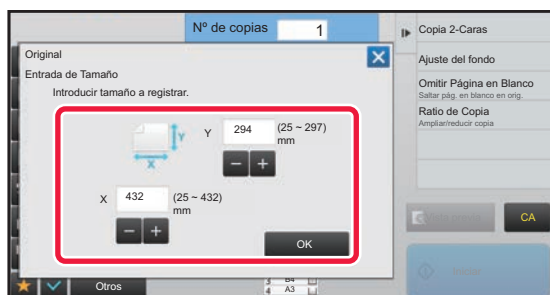 Nº de copias 1
Original
Entrada de Tamaño
Introducir tamaño a registrar.
Y
Y 294 (25 ~ 297)
mm
X
X 432 (25 ~ 432)
mm
OK
Otros
3 B4
4 A3
Copia 2-Caras
Ajuste del fondo
Omitir Página en Blanco
Saltar pág. en blanco en orig.
Ratio de Copia
Ampliar/reducir copia
CA